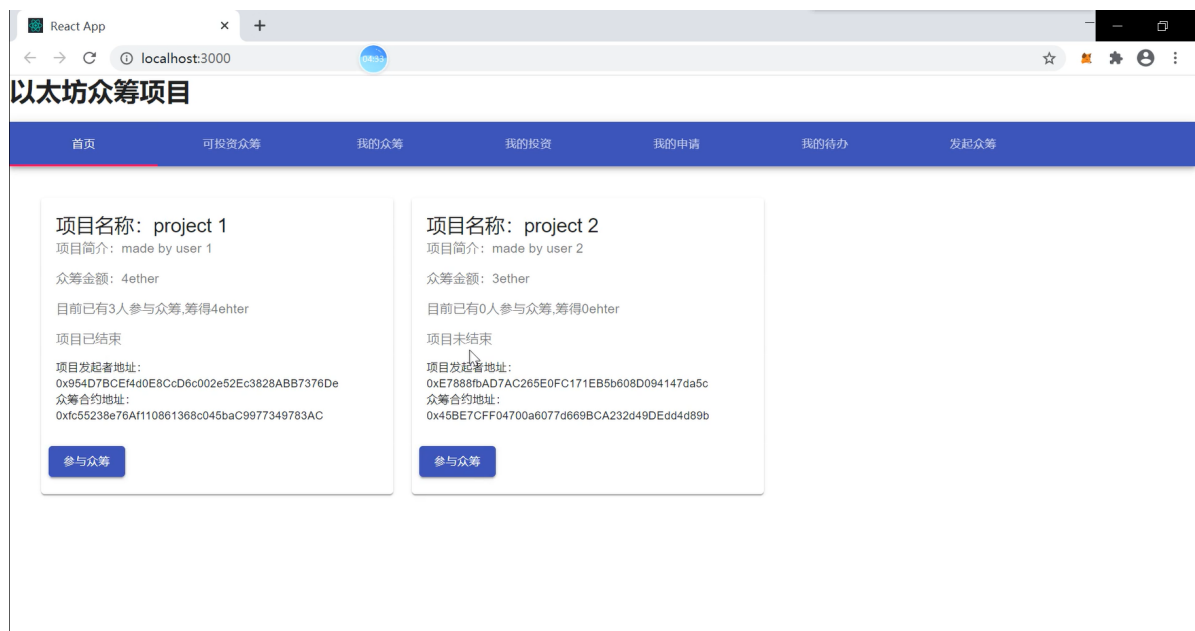 React App
localhost:3000
04:33
以太坊众筹项目
首页
可投资众筹
我的众筹
我的投资
我的申请
我的待办
发起众筹
项目名称：project 1
项目简介：made by user 1
众筹金额：4ether
目前已有3人参与众筹,筹得4ehter
项目已结束
项目发起者地址：
0x954D7BCEf4d0E8CcD6c002e52Ec3828ABB7376De
众筹合约地址：
0xfc55238e76Af110861368c045baC9977349783AC
参与众筹
项目名称：project 2
项目简介：made by user 2
众筹金额：3ether
目前已有0人参与众筹,筹得0ehter
项目未结束
项目发起者地址：
0xE7888fbAD7AC265E0FC171EB5b608D094147da5c
众筹合约地址：
0x45BE7CFF04700a6077d669BCA232d49DEdd4d89b
参与众筹